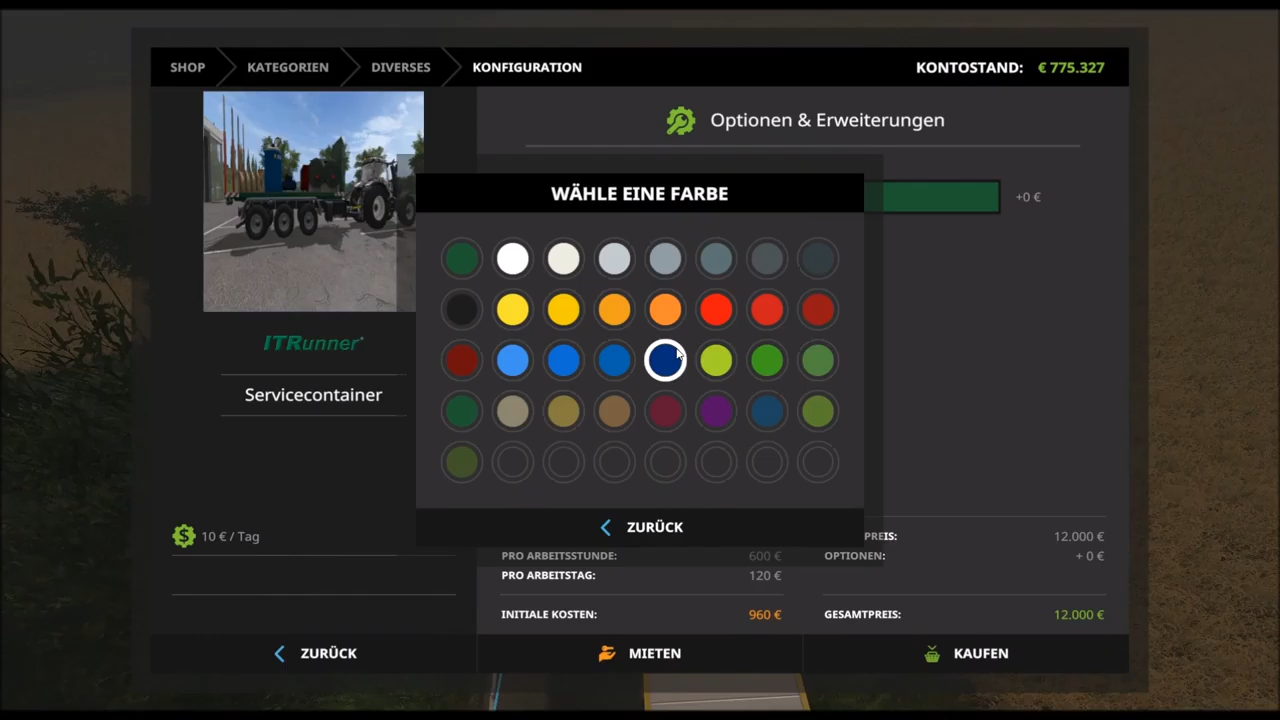 SHOP KATEGORIEN DIVERSES KONFIGURATION KONTOSTAND: € 775.327
Optionen & Erweiterungen
WÄHLE EINE FARBE
+0 €
ITRunner
Servicecontainer
ZURÜCK
10 € / Tag
PREIS: 12.000 €
PRO ARBEITSSTUNDE: 600 € OPTIONEN: + 0 €
PRO ARBEITSTAG: 120 €
INITIALE KOSTEN: 960 € GESAMTPREIS: 12.000 €
ZURÜCK MIETEN KAUFEN